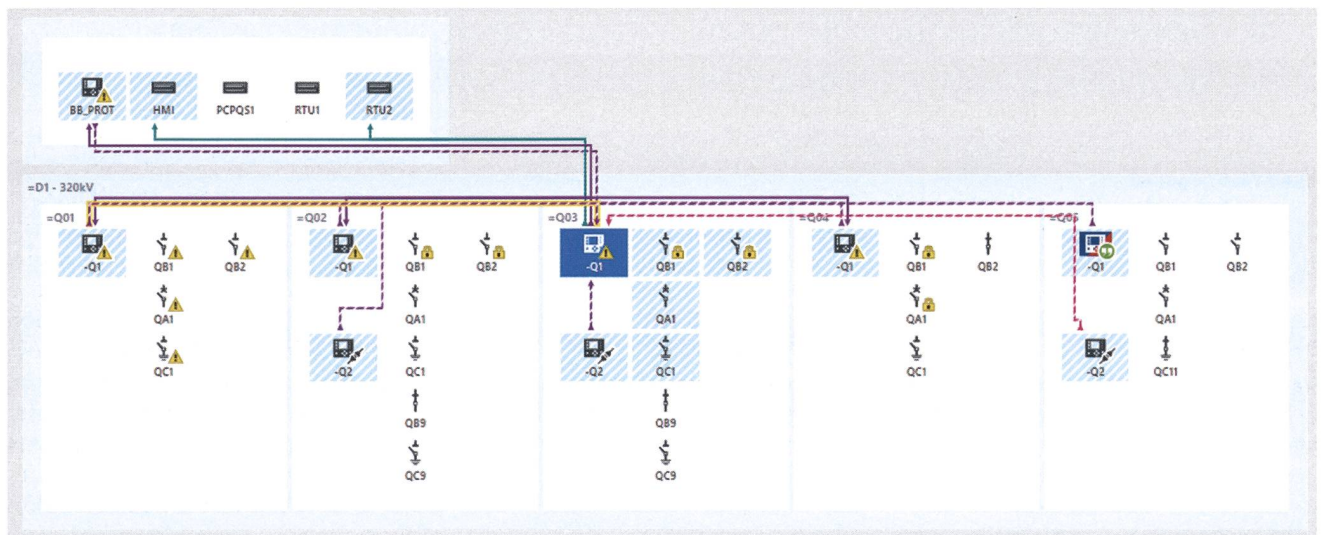 BB_PROT HMI PCPQS1 RTU1 RTU2
=D1 - 320kV
=Q01 =Q02 =Q03 =Q04 =Q05
-Q1 QB1 QB2 -Q1 QB1 QB2 -Q1 QB1 QB2 -Q1 QB1 QB2 -Q1 QB1 QB2
QA1 QA1 QA1 QA1 QA1
QC1 -Q2 QC1 -Q2 QC1 QC1 -Q2 QC11
QB9 QB9
QC9 QC9